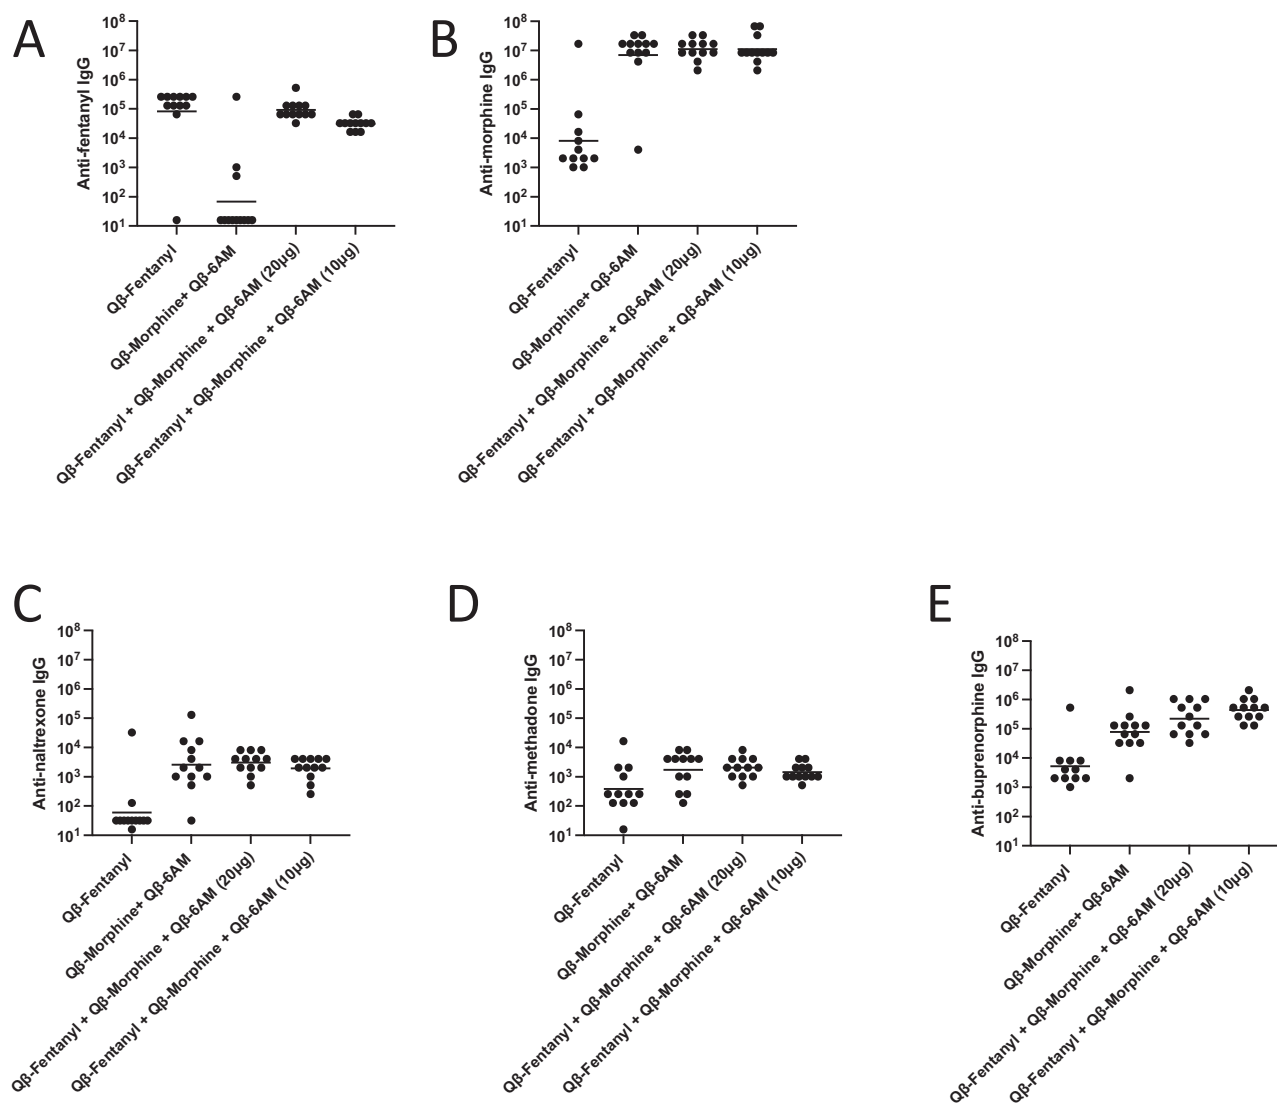 A
Anti-fentanyl IgG
10⁸
10⁷
10⁶
10⁵
10⁴
10³
10²
10¹
Qβ-Fentanyl
Qβ-Morphine+ Qβ-6AM
Qβ-Fentanyl + Qβ-Morphine + Qβ-6AM (20µg)
Qβ-Fentanyl + Qβ-Morphine + Qβ-6AM (10µg)
B
Anti-morphine IgG
10⁸
10⁷
10⁶
10⁵
10⁴
10³
10²
10¹
Qβ-Fentanyl
Qβ-Morphine+ Qβ-6AM
Qβ-Fentanyl + Qβ-Morphine + Qβ-6AM (20µg)
Qβ-Fentanyl + Qβ-Morphine + Qβ-6AM (10µg)
C
Anti-naltrexone IgG
10⁸
10⁷
10⁶
10⁵
10⁴
10³
10²
10¹
Qβ-Fentanyl
Qβ-Morphine+ Qβ-6AM
Qβ-Fentanyl + Qβ-Morphine + Qβ-6AM (20µg)
Qβ-Fentanyl + Qβ-Morphine + Qβ-6AM (10µg)
D
Anti-methadone IgG
10⁸
10⁷
10⁶
10⁵
10⁴
10³
10²
10¹
Qβ-Fentanyl
Qβ-Morphine+ Qβ-6AM
Qβ-Fentanyl + Qβ-Morphine + Qβ-6AM (20µg)
Qβ-Fentanyl + Qβ-Morphine + Qβ-6AM (10µg)
E
Anti-buprenorphine IgG
10⁸
10⁷
10⁶
10⁵
10⁴
10³
10²
10¹
Qβ-Fentanyl
Qβ-Morphine+ Qβ-6AM
Qβ-Fentanyl + Qβ-Morphine + Qβ-6AM (20µg)
Qβ-Fentanyl + Qβ-Morphine + Qβ-6AM (10µg)